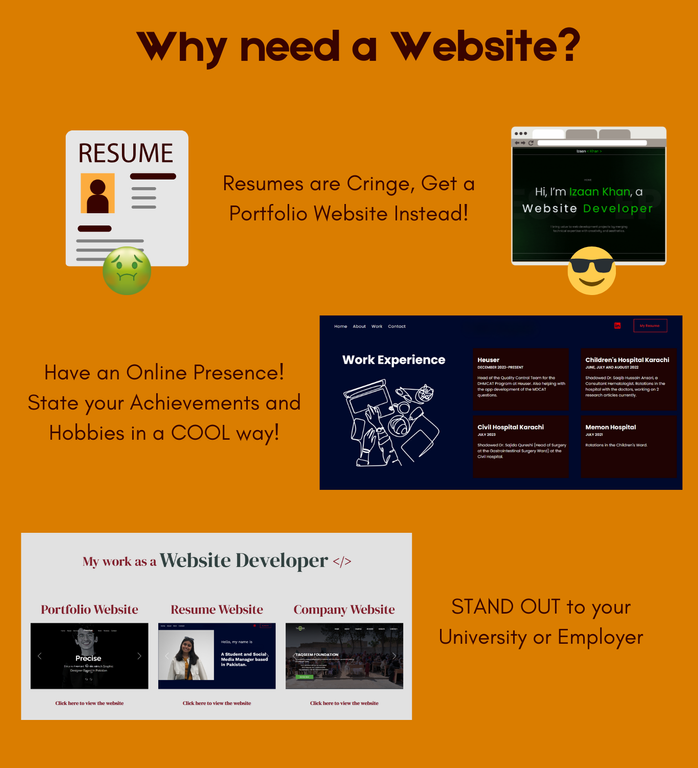 Why need a Website?
RESUME
Resumes are Cringe, Get a
Portfolio Website Instead!
Hi, I'm Izaan Khan, a
Website Developer
Have an Online Presence!
State your Achievements and
Hobbies in a COOL way!
Home About Work Contact
My Resume
Work Experience
Heuser
DECEMBER 2022-PRESENT
Head of the Quality Control Team for the
SHMCAT Program at Heuser. Also helping with
the app development of the MDCAT
questions.
Children's Hospital Karachi
JUNE, JULY AND AUGUST 2022
Shadowed Dr. Saqib Hussain Ansari, a
Consultant Hematologist. Rotations in the
hospital with the doctors, working on 2
research articles currently.
Civil Hospital Karachi
JULY 2023
Shadowed Dr. Sajida Qureshi (Head of Surgery
at the Gastrointestinal Surgery Ward) at the
Civil Hospital.
Memon Hospital
JULY 2021
Rotations in the Children's Ward.
My work as a Website Developer </>
Portfolio Website
Resume Website
Company Website
Precise
Hello, my name is
A Student and Social
Media Manager based
in Pakistan.
TAQSEEM FOUNDATION
Click here to view the website
Click here to view the website
Click here to view the website
STAND OUT to your
University or Employer